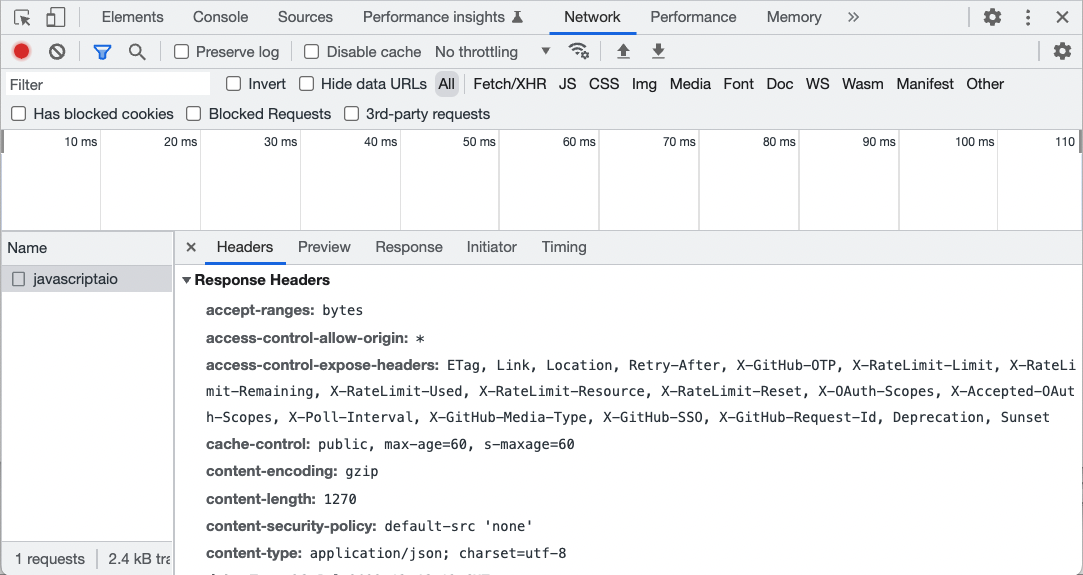 Elements Console Sources Performance insights Network Performance Memory
Preserve log Disable cache No throttling
Filter Invert Hide data URLs All Fetch/XHR JS CSS Img Media Font Doc WS Wasm Manifest Other
Has blocked cookies Blocked Requests 3rd-party requests
10 ms 20 ms 30 ms 40 ms 50 ms 60 ms 70 ms 80 ms 90 ms 100 ms 110
Name Headers Preview Response Initiator Timing
javascriptaio
Response Headers
accept-ranges: bytes
access-control-allow-origin: *
access-control-expose-headers: ETag, Link, Location, Retry-After, X-GitHub-OTP, X-RateLimit-Limit, X-RateLi
mit-Remaining, X-RateLimit-Used, X-RateLimit-Resource, X-RateLimit-Reset, X-OAuth-Scopes, X-Accepted-OAut
h-Scopes, X-Poll-Interval, X-GitHub-Media-Type, X-GitHub-SSO, X-GitHub-Request-Id, Deprecation, Sunset
cache-control: public, max-age=60, s-maxage=60
content-encoding: gzip
content-length: 1270
content-security-policy: default-src 'none'
content-type: application/json; charset=utf-8
1 requests 2.4 kB tra